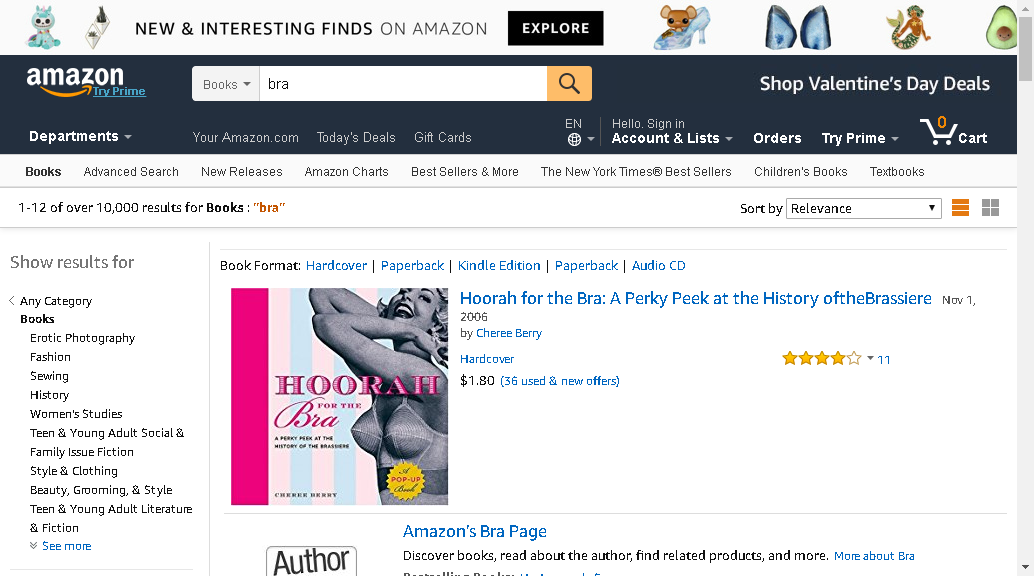 NEW & INTERESTING FINDS ON AMAZON EXPLORE
amazon
Try Prime
Books
bra
Shop Valentine's Day Deals
Departments
Your Amazon.com Today's Deals Gift Cards
EN
Hello. Sign in
Account & Lists
Orders
Try Prime
0
Cart
Books Advanced Search New Releases Amazon Charts Best Sellers & More The New York Times® Best Sellers Children's Books Textbooks
1-12 of over 10,000 results for Books : "bra"
Sort by Relevance
Show results for
Any Category
Books
Erotic Photography
Fashion
Sewing
History
Women's Studies
Teen & Young Adult Social &
Family Issue Fiction
Style & Clothing
Beauty, Grooming, & Style
Teen & Young Adult Literature
& Fiction
See more
Book Format: Hardcover | Paperback | Kindle Edition | Paperback | Audio CD
HOORAH
FOR THE
Bra
A PERKY PEEK AT THE
HISTORY OF THE BRASSIERE
A
POP-UP
Book
CHEREE BERRY
Hoorah for the Bra: A Perky Peek at the History oftheBrassiere Nov 1,
2006
by Cheree Berry
Hardcover
$1.80 (36 used & new offers)
11
Author
Amazon's Bra Page
Discover books, read about the author, find related products, and more. More about Bra